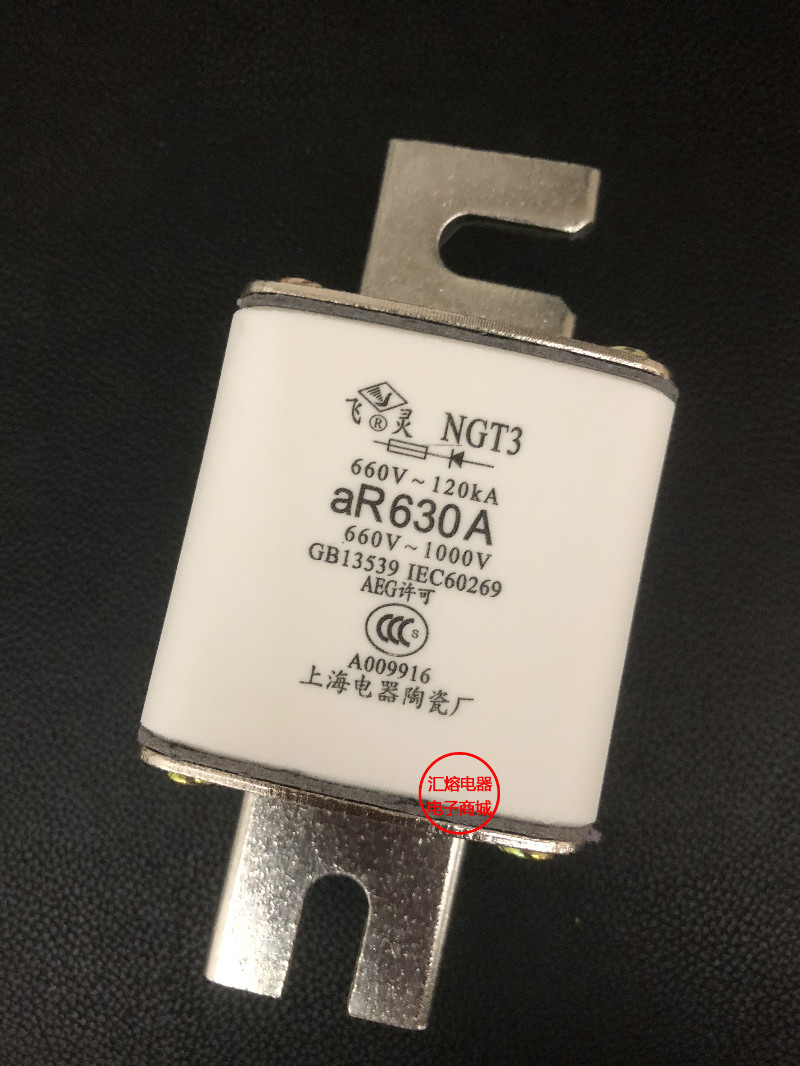 飞®灵 NGT3
660V~120kA
aR630A
660V~1000V
GB13539 IEC60269
AEG许可
CCC S
A009916
上海电器陶瓷厂
汇熔电器
电子商城